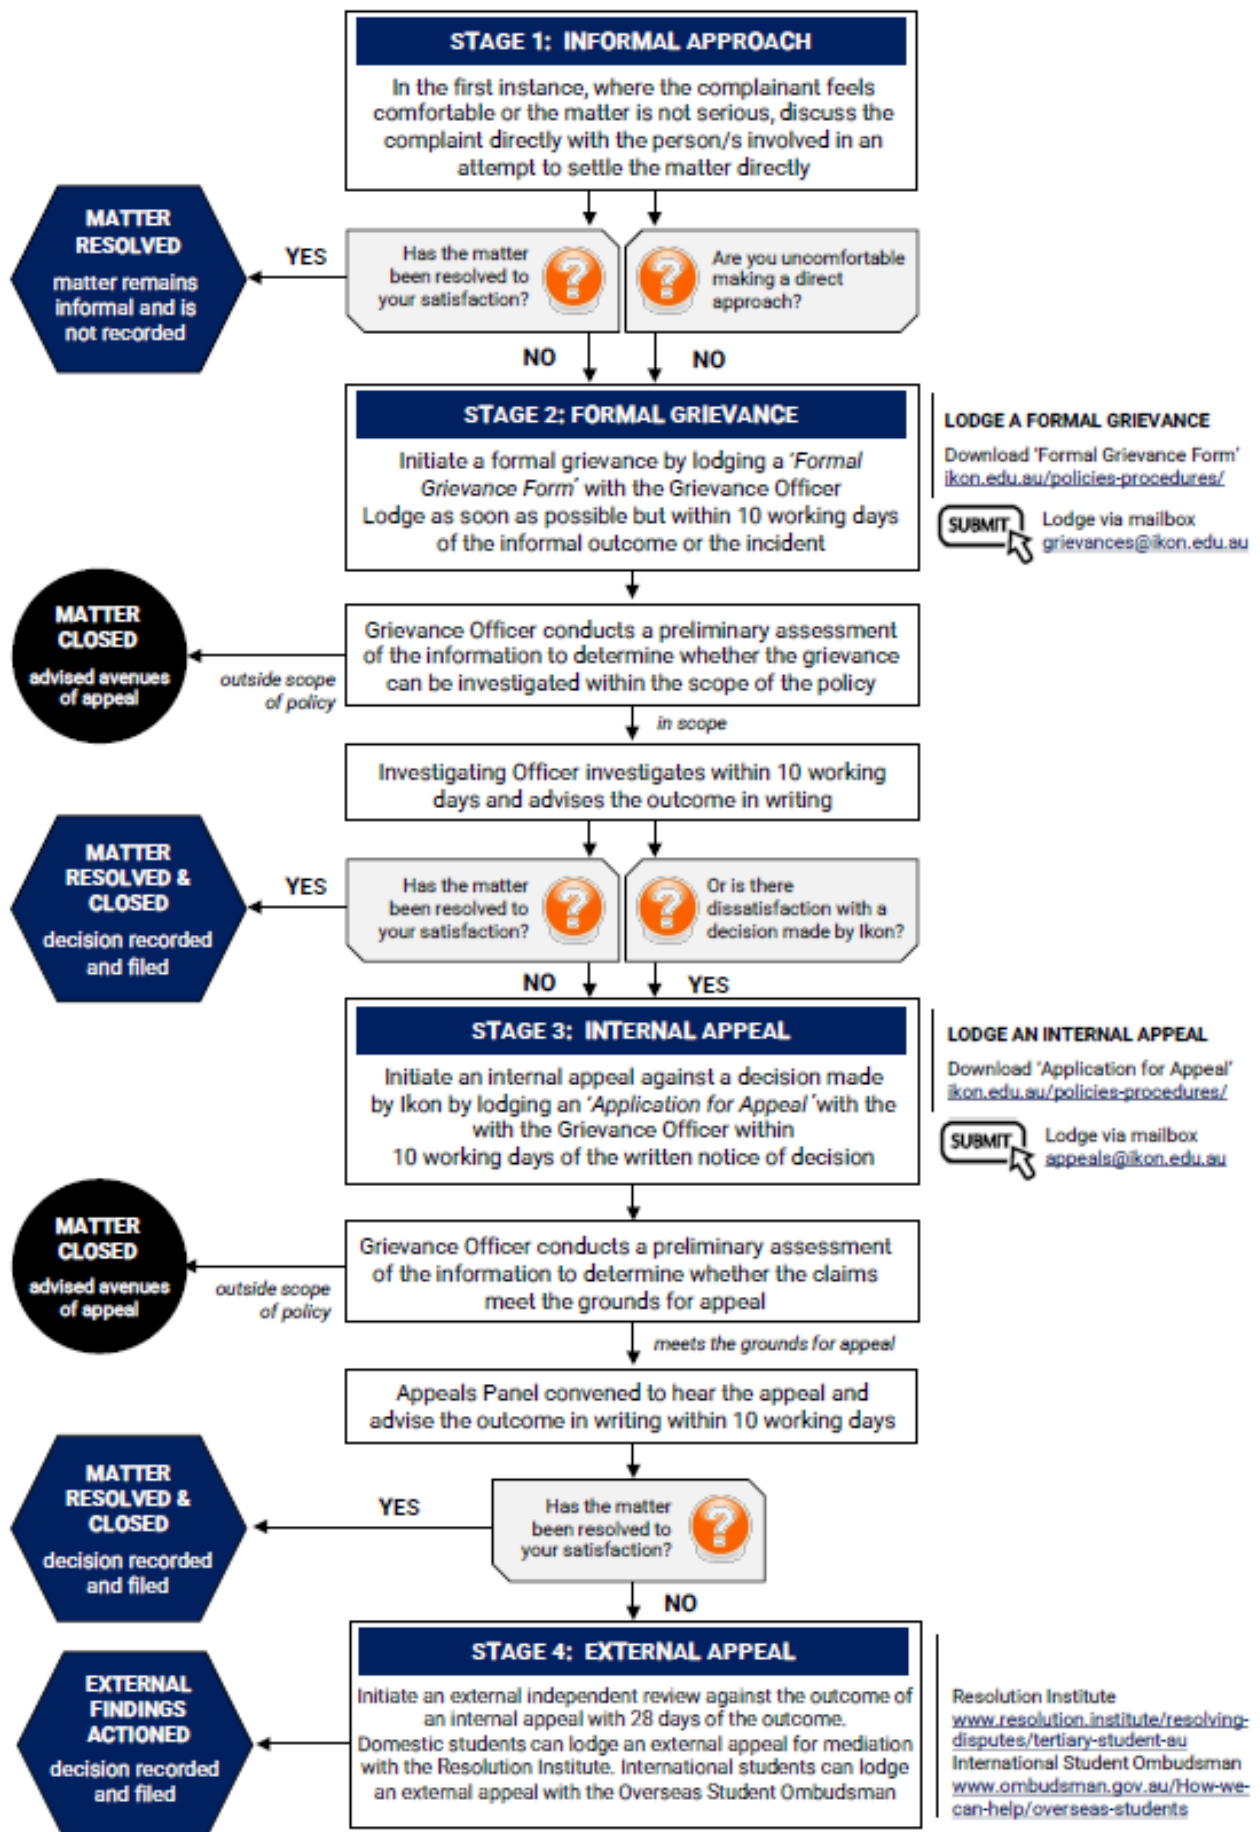 STAGE 1: INFORMAL APPROACH
In the first instance, where the complainant feels
comfortable or the matter is not serious, discuss the
complaint directly with the person/s involved in an
attempt to settle the matter directly
MATTER
RESOLVED
matter remains
informal and is
not recorded
YES
Has the matter
been resolved to
your satisfaction?
?
?
Are you uncomfortable
making a direct
approach?
NO
NO
STAGE 2: FORMAL GRIEVANCE
Initiate a formal grievance by lodging a 'Formal
Grievance Form' with the Grievance Officer
Lodge as soon as possible but within 10 working days
of the informal outcome or the incident
LODGE A FORMAL GRIEVANCE
Download 'Formal Grievance Form'
ikon.edu.au/policies-procedures/
SUBMIT
Lodge via mailbox
grievances@ikon.edu.au
MATTER
CLOSED
advised avenues
of appeal
outside scope
of policy
Grievance Officer conducts a preliminary assessment
of the information to determine whether the grievance
can be investigated within the scope of the policy
in scope
Investigating Officer investigates within 10 working
days and advises the outcome in writing
MATTER
RESOLVED &
CLOSED
decision recorded
and filed
YES
Has the matter
been resolved to
your satisfaction?
?
?
Or is there
dissatisfaction with a
decision made by Ikon?
NO
YES
STAGE 3: INTERNAL APPEAL
Initiate an internal appeal against a decision made
by Ikon by lodging an 'Application for Appeal' with the
with the Grievance Officer within
10 working days of the written notice of decision
LODGE AN INTERNAL APPEAL
Download 'Application for Appeal'
ikon.edu.au/policies-procedures/
SUBMIT
Lodge via mailbox
appeals@ikon.edu.au
MATTER
CLOSED
advised avenues
of appeal
outside scope
of policy
Grievance Officer conducts a preliminary assessment
of the information to determine whether the claims
meet the grounds for appeal
meets the grounds for appeal
Appeals Panel convened to hear the appeal and
advise the outcome in writing within 10 working days
MATTER
RESOLVED &
CLOSED
decision recorded
and filed
YES
Has the matter
been resolved to
your satisfaction?
?
NO
STAGE 4: EXTERNAL APPEAL
Initiate an external independent review against the outcome of
an internal appeal with 28 days of the outcome.
Domestic students can lodge an external appeal for mediation
with the Resolution Institute. International students can lodge
an external appeal with the Overseas Student Ombudsman
EXTERNAL
FINDINGS
ACTIONED
decision recorded
and filed
Resolution Institute
www.resolution.institute/resolving-
disputes/tertiary-student-au
International Student Ombudsman
www.ombudsman.gov.au/How-we-
can-help/overseas-students